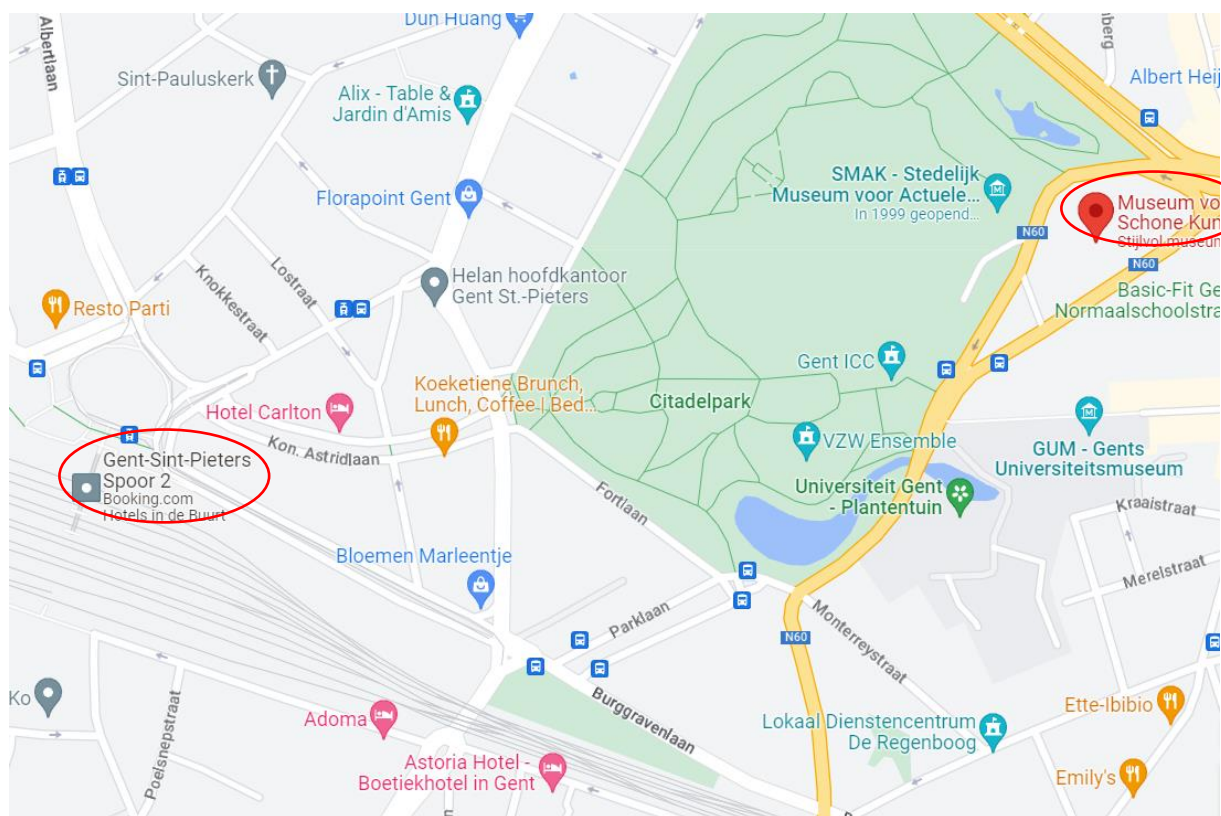 Albertlaan
Dun Huang
Sint-Pauluskerk
Alix - Table &
Jardin d'Amis
Albert Heij
Florapoint Gent
SMAK - Stedelijk
Museum voor Actuele...
In 1999 geopend...
Museum vo
Schone Kun
Stijlvol museum
N60
N60
Helan hoofdkantoor
Gent St.-Pieters
Knokkestraat
Lostraat
Resto Parti
Basic-Fit Ge
Normaalschoolstra
Gent ICC
Koeketiene Brunch,
Lunch, Coffee | Bed...
Citadelpark
Hotel Carlton
Kon. Astridlaan
VZW Ensemble
GUM - Gents
Universiteitsmuseum
Gent-Sint-Pieters
Spoor 2
Booking.com
Hotels in de Buurt
Universiteit Gent
- Plantentuin
Fortlaan
Kraaistraat
Bloemen Marleentje
Merelstraat
Parklaan
Monterreystraat
N60
Burggravenlaan
Ko
Poelsnepstraat
Adoma
Lokaal Dienstencentrum
De Regenboog
Ette-Ibibio
Astoria Hotel -
Boetiekhotel in Gent
Emily's